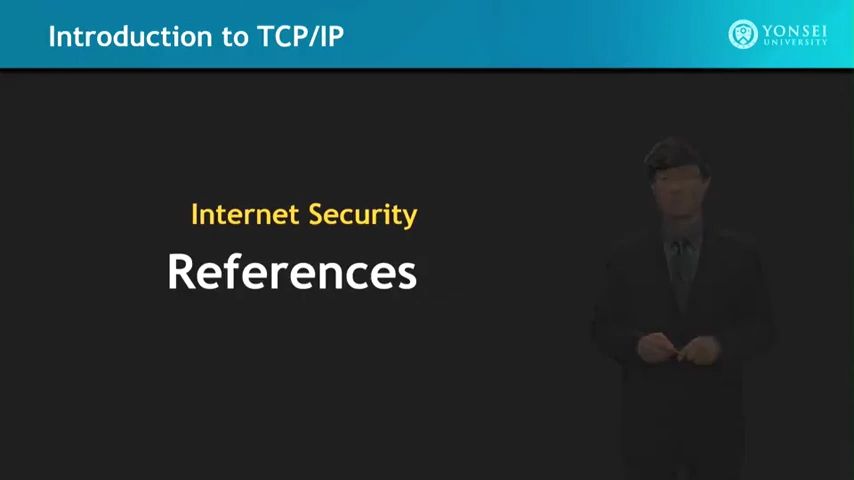 Introduction to TCP/IP
YONSEI
UNIVERSITY
Internet Security
References